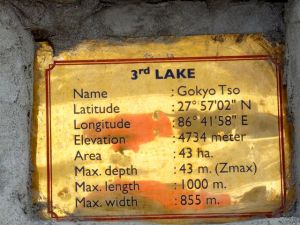 3rd LAKE
Name : Gokyo Tso
Latitude : 27° 57'02" N
Longitude : 86° 41'58" E
Elevation : 4734 meter
Area : 43 ha.
Max. depth : 43 m. (Zmax)
Max. length : 1000 m.
Max. width : 855 m.